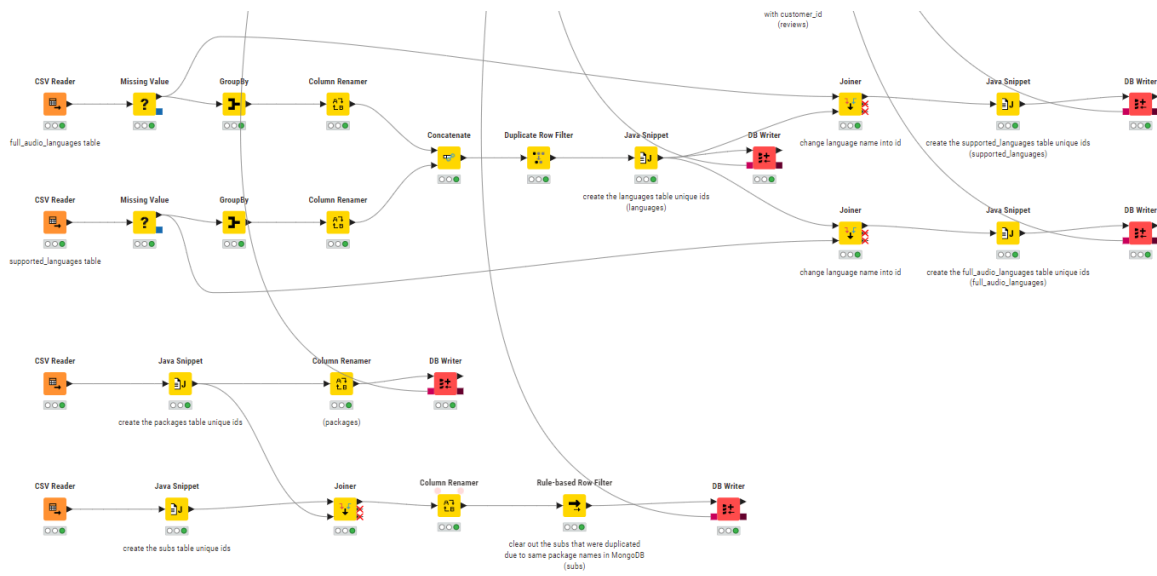 with customer_id
(reviews)
CSV Reader
Missing Value
GroupBy
Column Renamer
Joiner
Java Snippet
DB Writer
full_audio_languages table
Concatenate
Duplicate Row Filter
Java Snippet
DB Writer
change language name into id
create the supported_languages table unique ids
(supported_languages)
create the languages table unique ids
(languages)
CSV Reader
Missing Value
GroupBy
Column Renamer
Joiner
Java Snippet
DB Writer
supported_languages table
change language name into id
create the full_audio_languages table unique ids
(full_audio_languages)
CSV Reader
Java Snippet
Column Renamer
DB Writer
create the packages table unique ids
(packages)
CSV Reader
Java Snippet
Joiner
Column Renamer
Rule-based Row Filter
DB Writer
create the subs table unique ids
clear out the subs that were duplicated
due to same package names in MongoDB
(subs)